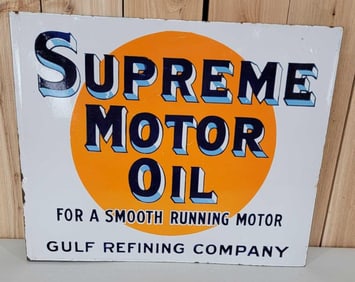 SUPREME
MOTOR
OIL
FOR A SMOOTH RUNNING MOTOR
GULF REFINING COMPANY